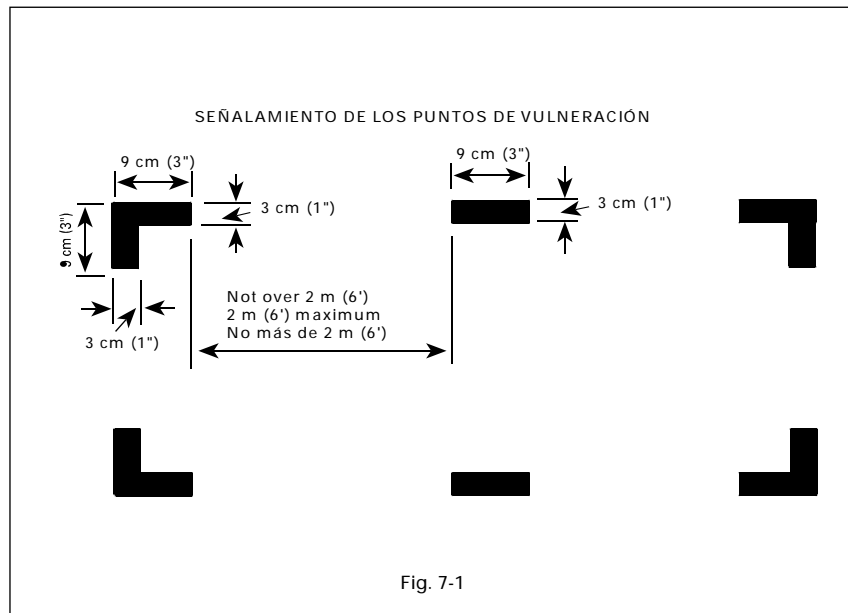 SEÑALAMIENTO DE LOS PUNTOS DE VULNERACIÓN
9 cm (3")
9 cm (3")
3 cm (1")
3 cm (1")
9 cm (3")
Not over 2 m (6')
2 m (6') maximum
No más de 2 m (6')
3 cm (1")
Fig. 7-1